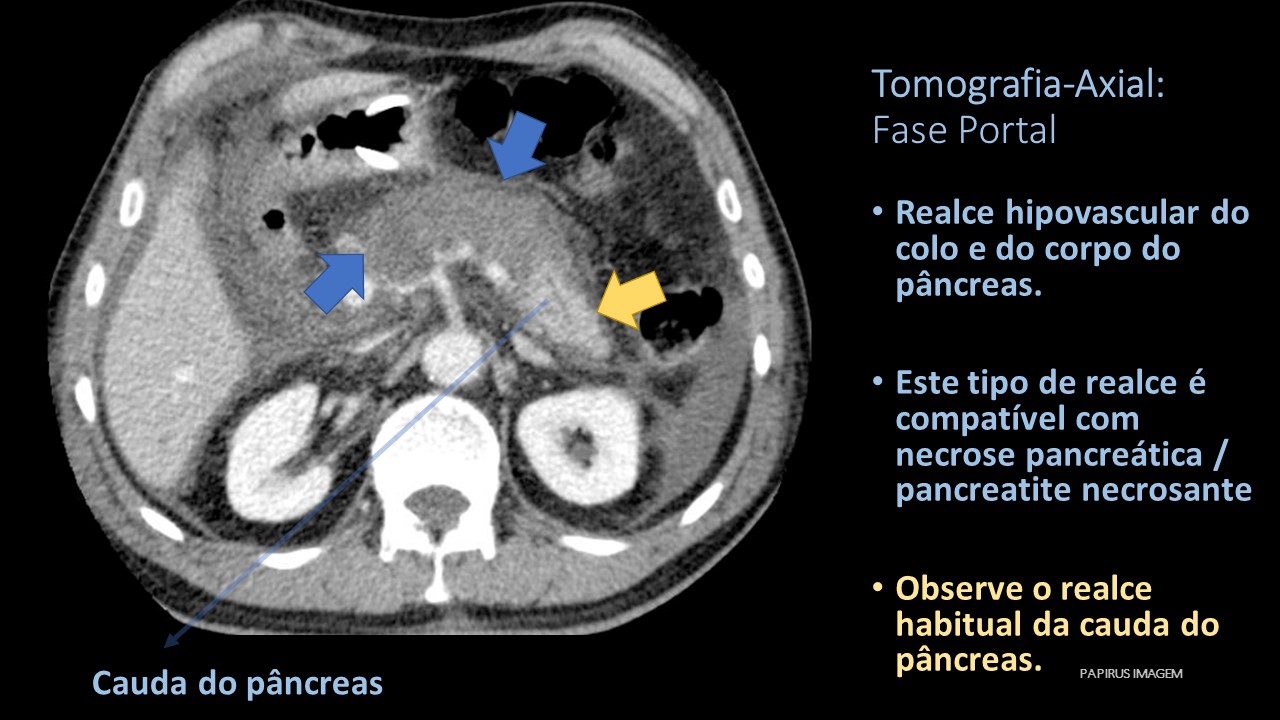 Tomografia-Axial:
Fase Portal
• Realce hipovascular do
colo e do corpo do
pâncreas.
• Este tipo de realce é
compatível com
necrose pancreática /
pancreatite necrosante
• Observe o realce
habitual da cauda do
pâncreas.
PAPIRUS IMAGEM
Cauda do pâncreas